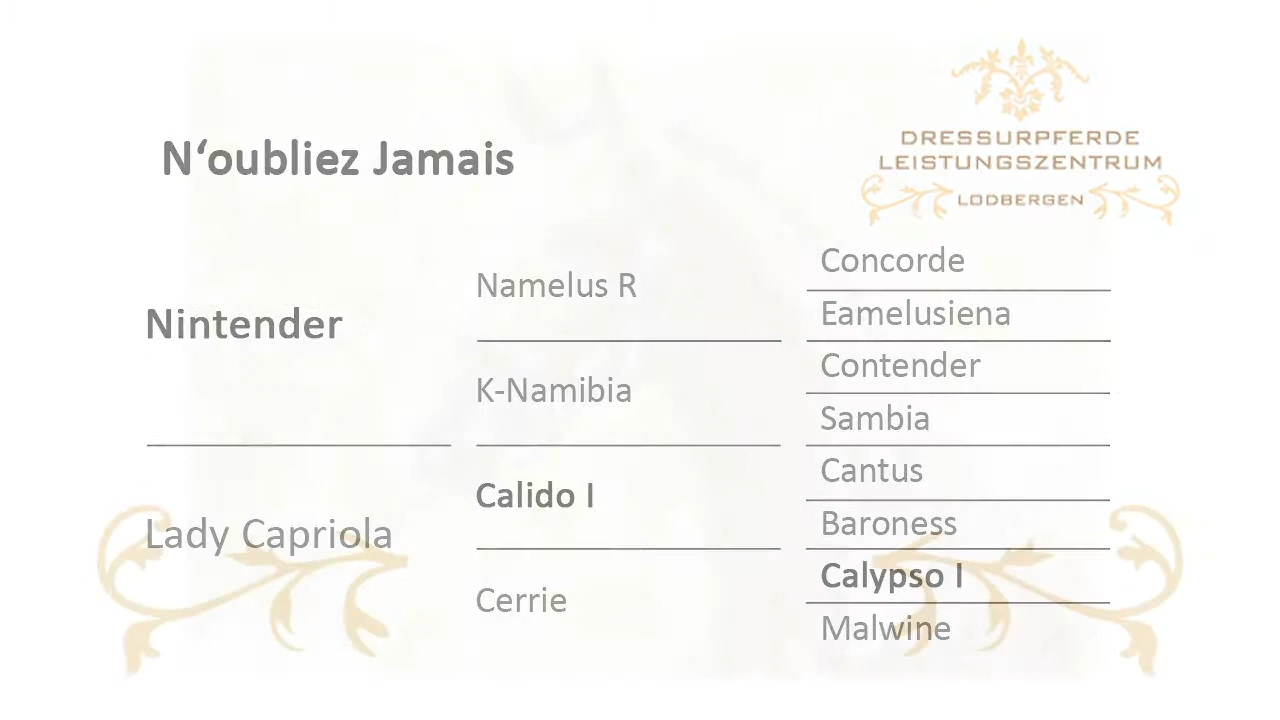 N‘oubliez Jamais
DRESSURPFERDE
LEISTUNGSZENTRUM
LODBERGEN
Nintender
Lady Capriola
Namelus R
K-Namibia
Calido I
Cerrie
Concorde
Eamelusiena
Contender
Sambia
Cantus
Baroness
Calypso I
Malwine